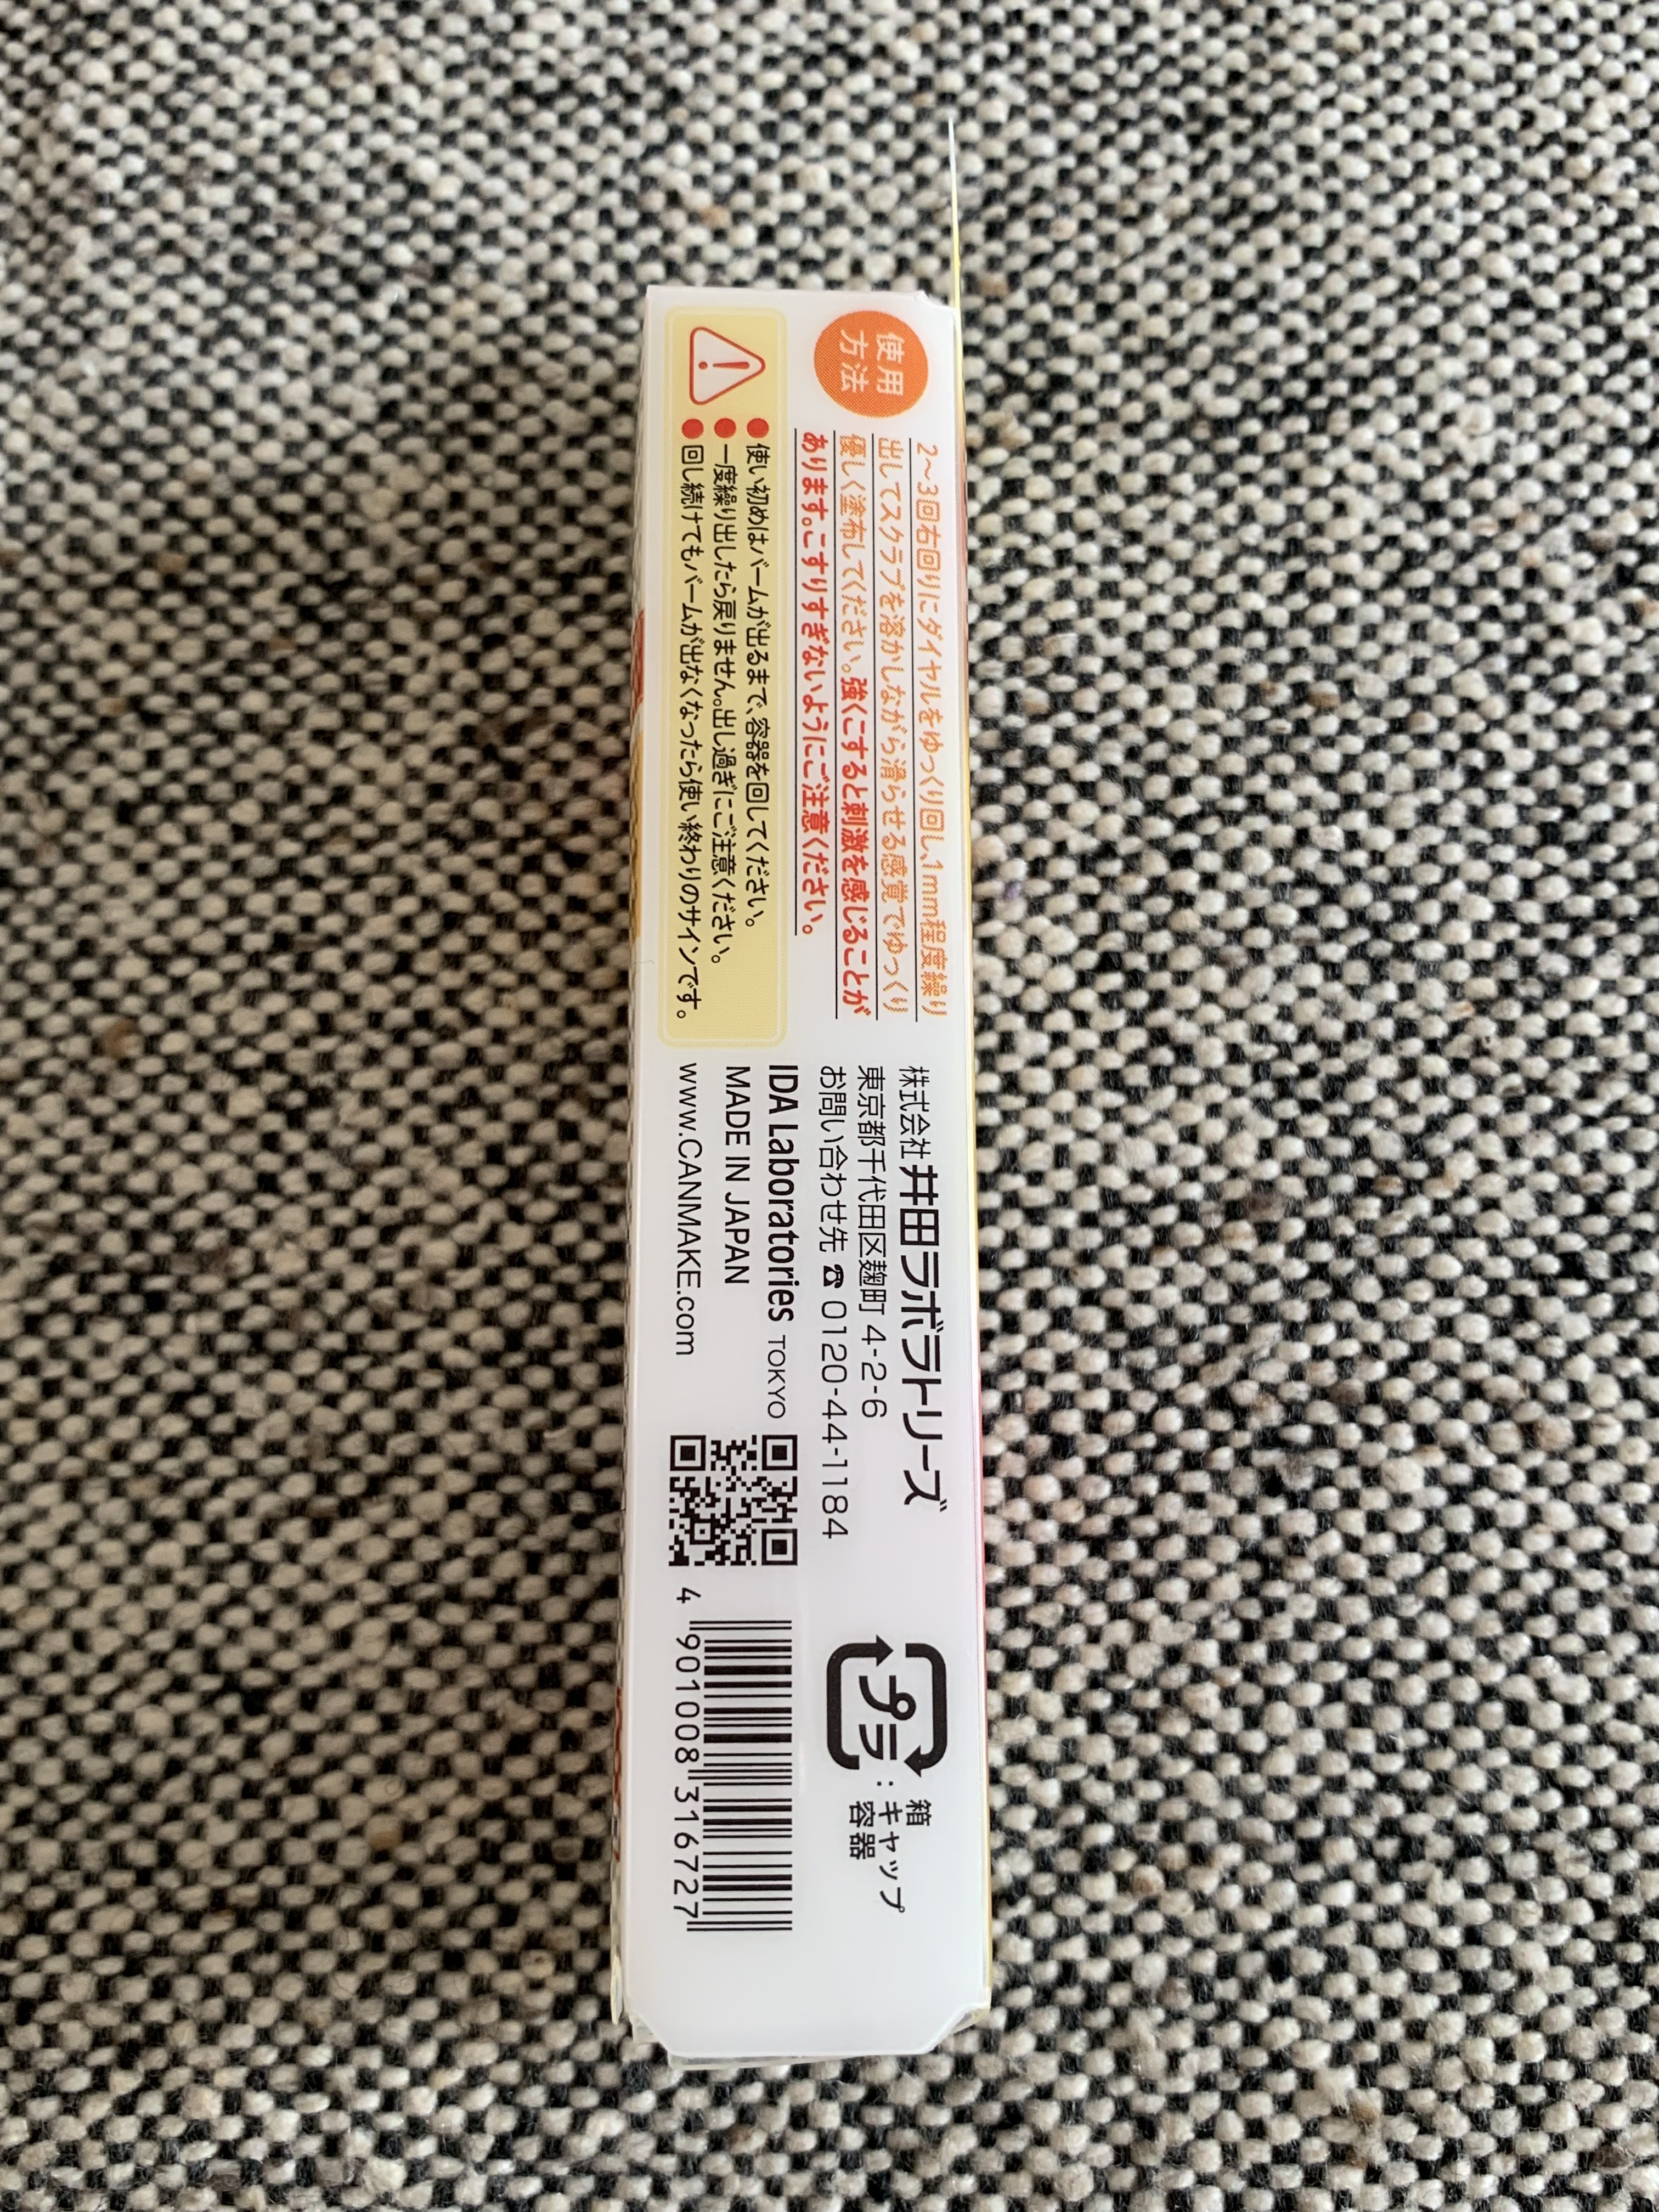 使用
方法
2～3回右回りにダイヤルをゆっくり回し、1mm程度繰り
出してスクラブを溶かしながら滑らせる感覚でゆっくり
優しく塗布してください。強くこすると刺激を感じることが
あります。こすりすぎないようにご注意ください。
●使い初めはバームが出るまで、容器を回してください。
●一度繰り出したら戻りません。出し過ぎにご注意ください。
●回し続けてもバームが出なくなったら使い終わりのサインです。
株式会社 井田ラボラトリーズ
東京都千代田区麹町 4-2-6
お問い合わせ先 ☎ 0120-44-1184
IDA Laboratories TOKYO
MADE IN JAPAN
www.CANMAKE.com
プラ
: 箱
キャップ
容器
4 901008 316727